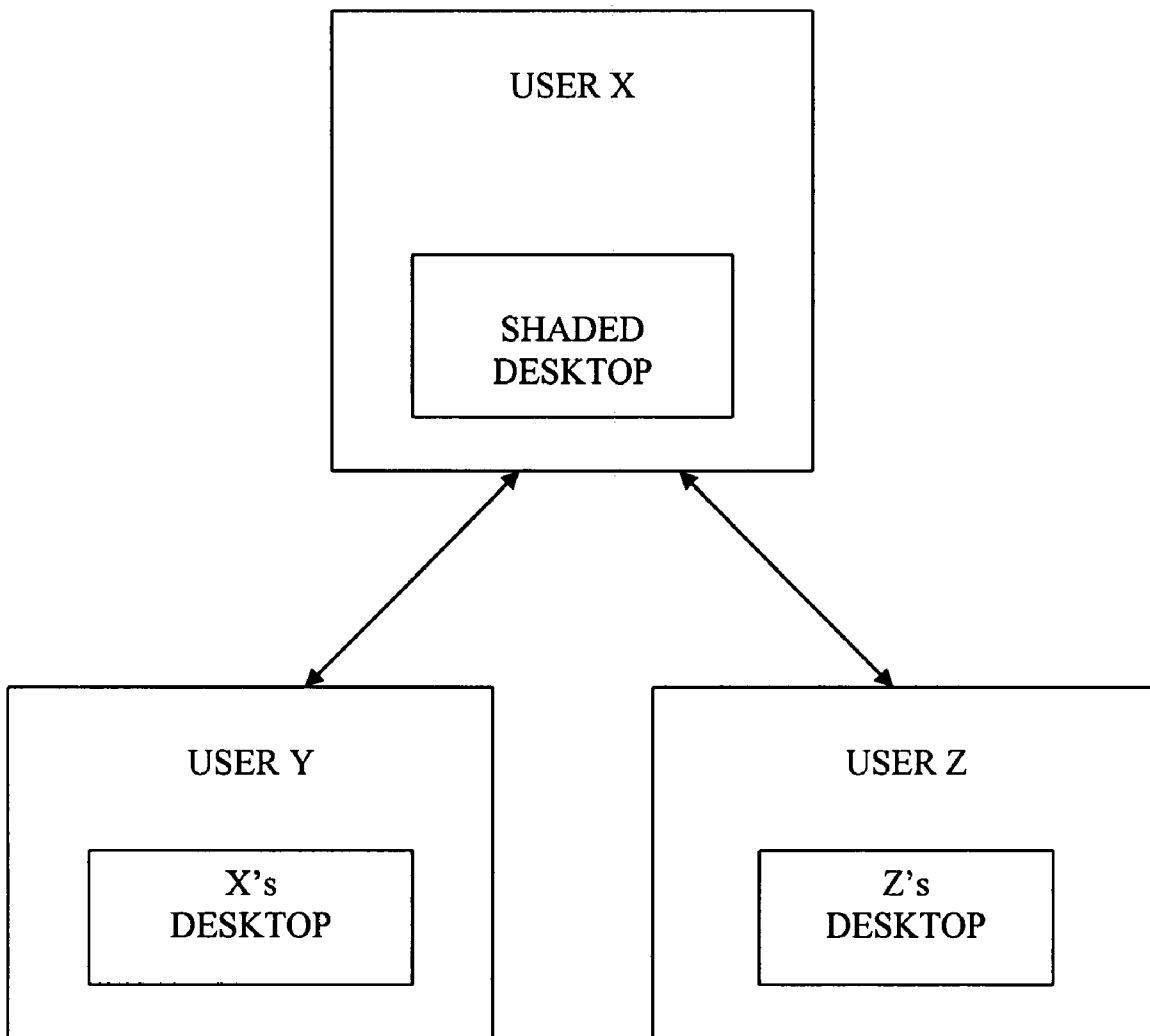 USER X
SHADED
DESKTOP
USER Y
X's
DESKTOP
USER Z
Z's
DESKTOP